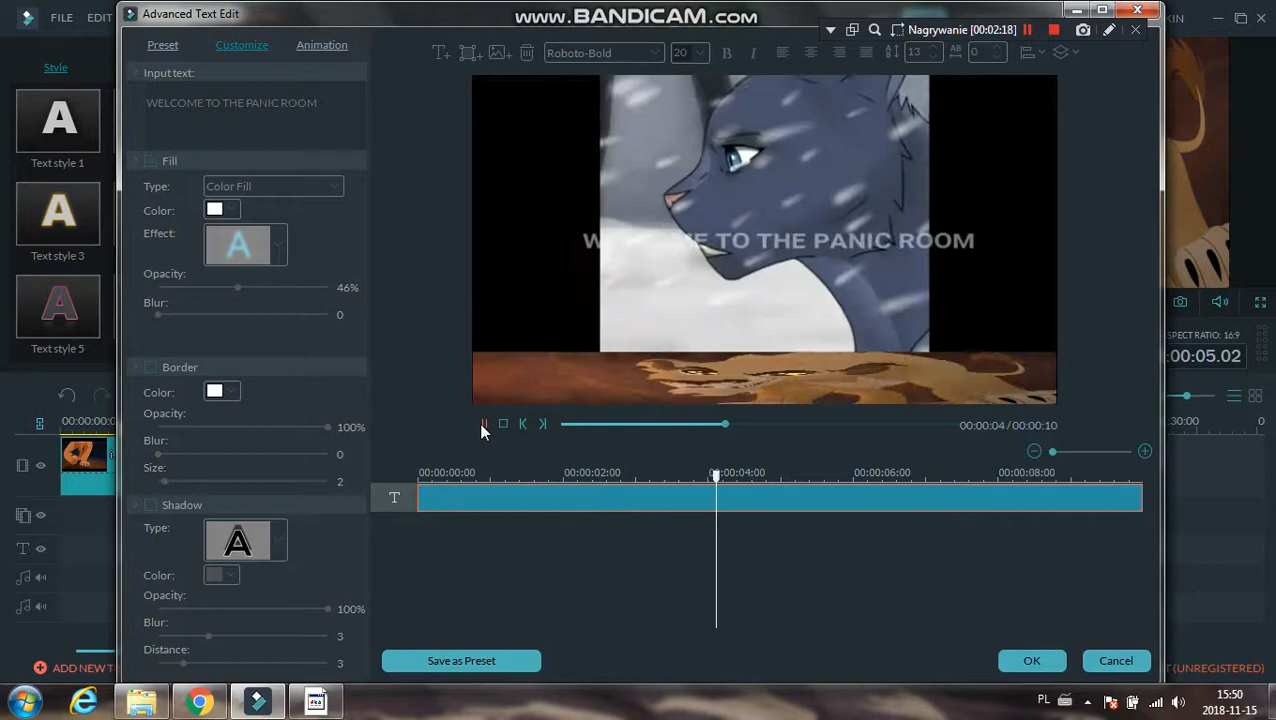 Advanced Text Edit
www.BANDICAM.com
Nagrywanie [00:02:18]
FILE EDIT
Preset Customize Animation
Roboto-Bold 20 B I 13 AB 0
Style
Input text:
WELCOME TO THE PANIC ROOM
Text style 1
Fill
Type: Color Fill
Color:
Effect: A
Text style 3
WELCOME TO THE PANIC ROOM
Opacity: 46%
Blur: 0
ASPECT RATIO: 16:9
Text style 5
:00:05.02
Border
Color:
Opacity: 100%
00:00:04 / 00:00:10
00:00:00:0
Blur: 0
00:00:00:00 00:00:02:00 00:00:04:00 00:00:06:00 00:00:08:00
Size: 2
T
Shadow
Type: A
T
Color:
Opacity: 100%
Blur: 3
Distance: 3
Save as Preset OK Cancel
ADD NEW T
(UNREGISTERED)
PL
15:50
2018-11-15